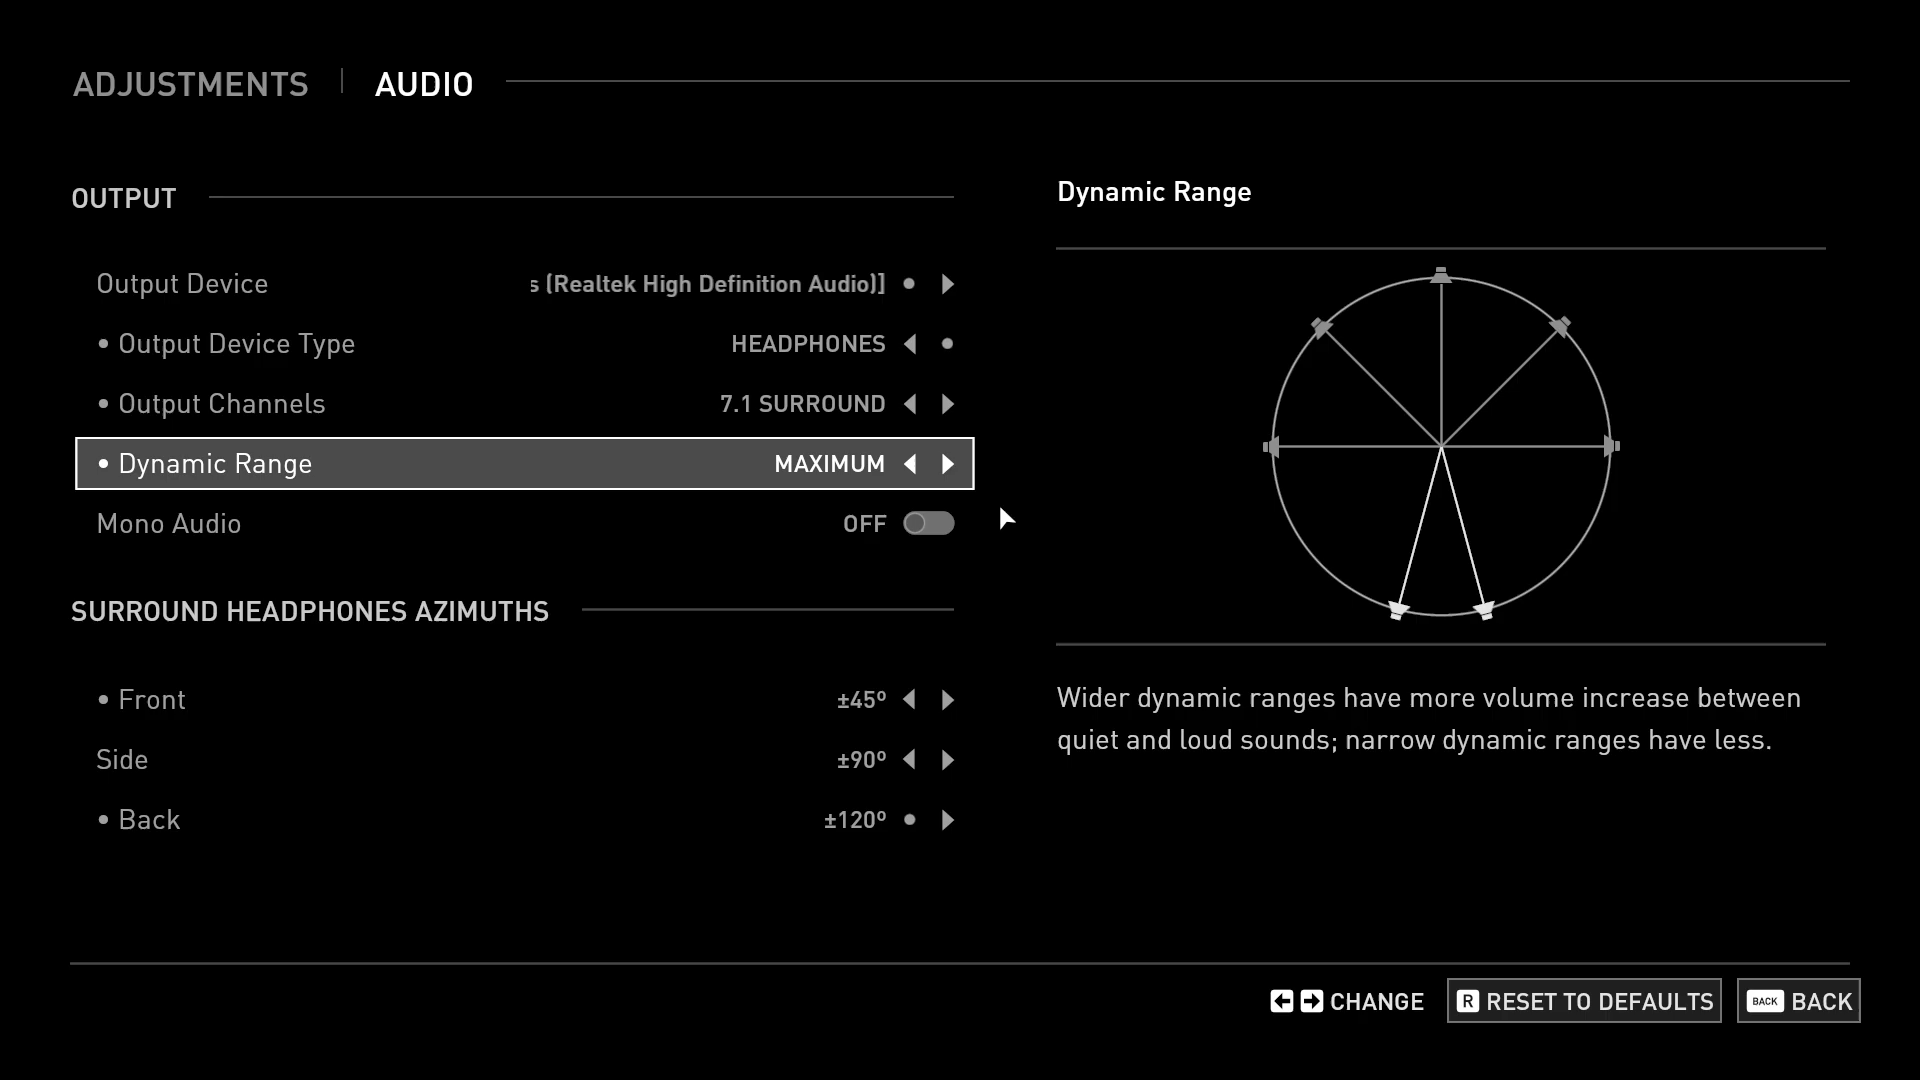 ADJUSTMENTS | AUDIO
OUTPUT
Output Device s (Realtek High Definition Audio)]
• Output Device Type HEADPHONES
• Output Channels 7.1 SURROUND
• Dynamic Range MAXIMUM
Mono Audio OFF
SURROUND HEADPHONES AZIMUTHS
• Front ±45º
Side ±90º
• Back ±120º
Dynamic Range
Wider dynamic ranges have more volume increase between
quiet and loud sounds; narrow dynamic ranges have less.
CHANGE R RESET TO DEFAULTS BACK BACK